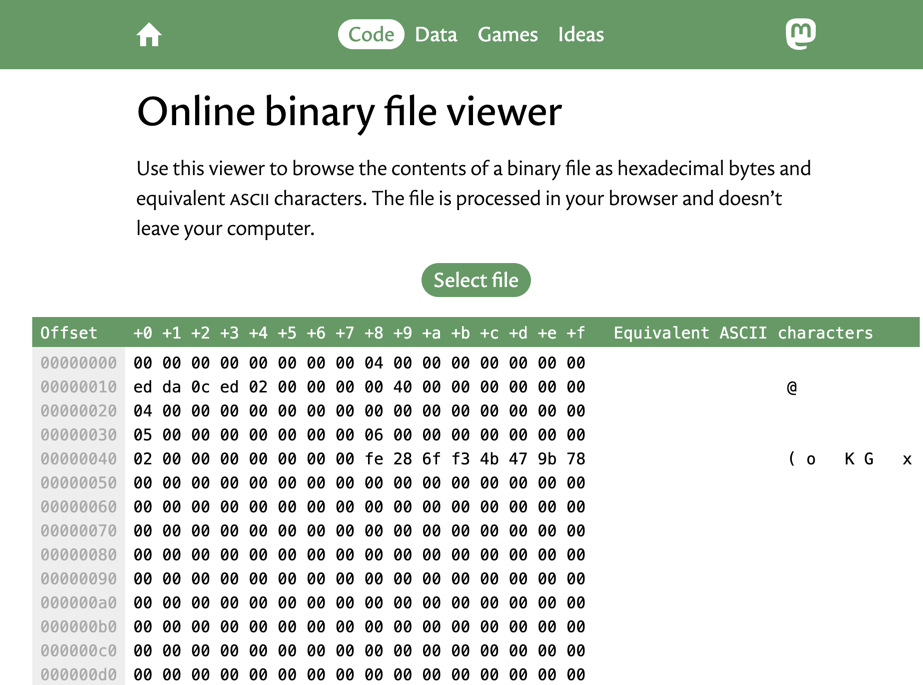 Code Data Games Ideas
Online binary file viewer
Use this viewer to browse the contents of a binary file as hexadecimal bytes and
equivalent ASCII characters. The file is processed in your browser and doesn’t
leave your computer.
Select file
Offset +0 +1 +2 +3 +4 +5 +6 +7 +8 +9 +a +b +c +d +e +f Equivalent ASCII characters
00000000 00 00 00 00 00 00 00 00 04 00 00 00 00 00 00 00
00000010 ed da 0c ed 02 00 00 00 00 40 00 00 00 00 00 00 @
00000020 04 00 00 00 00 00 00 00 00 00 00 00 00 00 00 00
00000030 05 00 00 00 00 00 00 00 06 00 00 00 00 00 00 00
00000040 02 00 00 00 00 00 00 00 fe 28 6f f3 4b 47 9b 78 ( o K G x
00000050 00 00 00 00 00 00 00 00 00 00 00 00 00 00 00 00
00000060 00 00 00 00 00 00 00 00 00 00 00 00 00 00 00 00
00000070 00 00 00 00 00 00 00 00 00 00 00 00 00 00 00 00
00000080 00 00 00 00 00 00 00 00 00 00 00 00 00 00 00 00
00000090 00 00 00 00 00 00 00 00 00 00 00 00 00 00 00 00
000000a0 00 00 00 00 00 00 00 00 00 00 00 00 00 00 00 00
000000b0 00 00 00 00 00 00 00 00 00 00 00 00 00 00 00 00
000000c0 00 00 00 00 00 00 00 00 00 00 00 00 00 00 00 00
000000d0 00 00 00 00 00 00 00 00 00 00 00 00 00 00 00 00